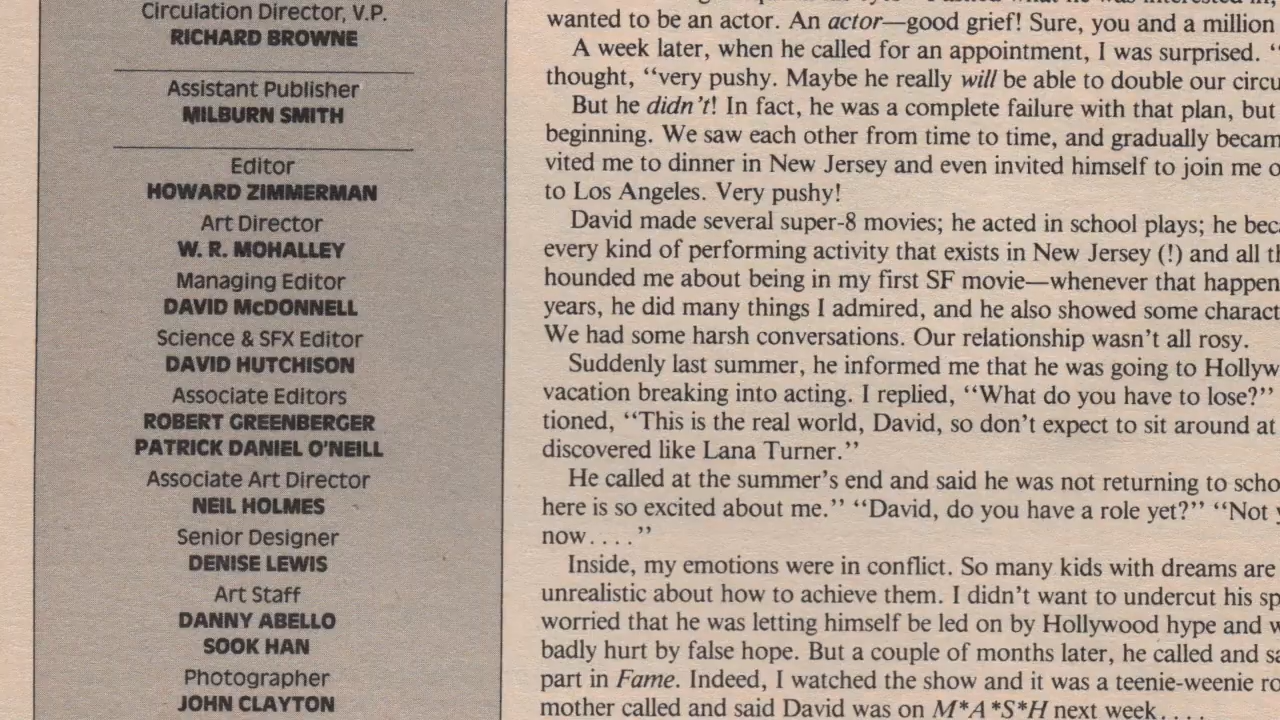 Circulation Director, V.P.
RICHARD BROWNE
Assistant Publisher
MILBURN SMITH
Editor
HOWARD ZIMMERMAN
Art Director
W. R. MOHALLEY
Managing Editor
DAVID McDONNELL
Science & SFX Editor
DAVID HUTCHISON
Associate Editors
ROBERT GREENBERGER
PATRICK DANIEL O'NEILL
Associate Art Director
NEIL HOLMES
Senior Designer
DENISE LEWIS
Art Staff
DANNY ABELLO
SOOK HAN
Photographer
JOHN CLAYTON
wanted to be an actor. An actor—good grief! Sure, you and a million
A week later, when he called for an appointment, I was surprised. “
thought, “very pushy. Maybe he really will be able to double our circu
But he didn’t! In fact, he was a complete failure with that plan, but
beginning. We saw each other from time to time, and gradually becam
vited me to dinner in New Jersey and even invited himself to join me o
to Los Angeles. Very pushy!
David made several super-8 movies; he acted in school plays; he beca
every kind of performing activity that exists in New Jersey (!) and all th
hounded me about being in my first SF movie—whenever that happen
years, he did many things I admired, and he also showed some charact
We had some harsh conversations. Our relationship wasn’t all rosy.
Suddenly last summer, he informed me that he was going to Hollyw
vacation breaking into acting. I replied, “What do you have to lose?”
tioned, “This is the real world, David, so don’t expect to sit around at
discovered like Lana Turner.”
He called at the summer’s end and said he was not returning to scho
here is so excited about me.” “David, do you have a role yet?” “Not
now. . . . ”
Inside, my emotions were in conflict. So many kids with dreams are
unrealistic about how to achieve them. I didn’t want to undercut his sp
worried that he was letting himself be led on by Hollywood hype and w
badly hurt by false hope. But a couple of months later, he called and sa
part in Fame. Indeed, I watched the show and it was a teenie-weenie ro
mother called and said David was on M*A*S*H next week. . . .